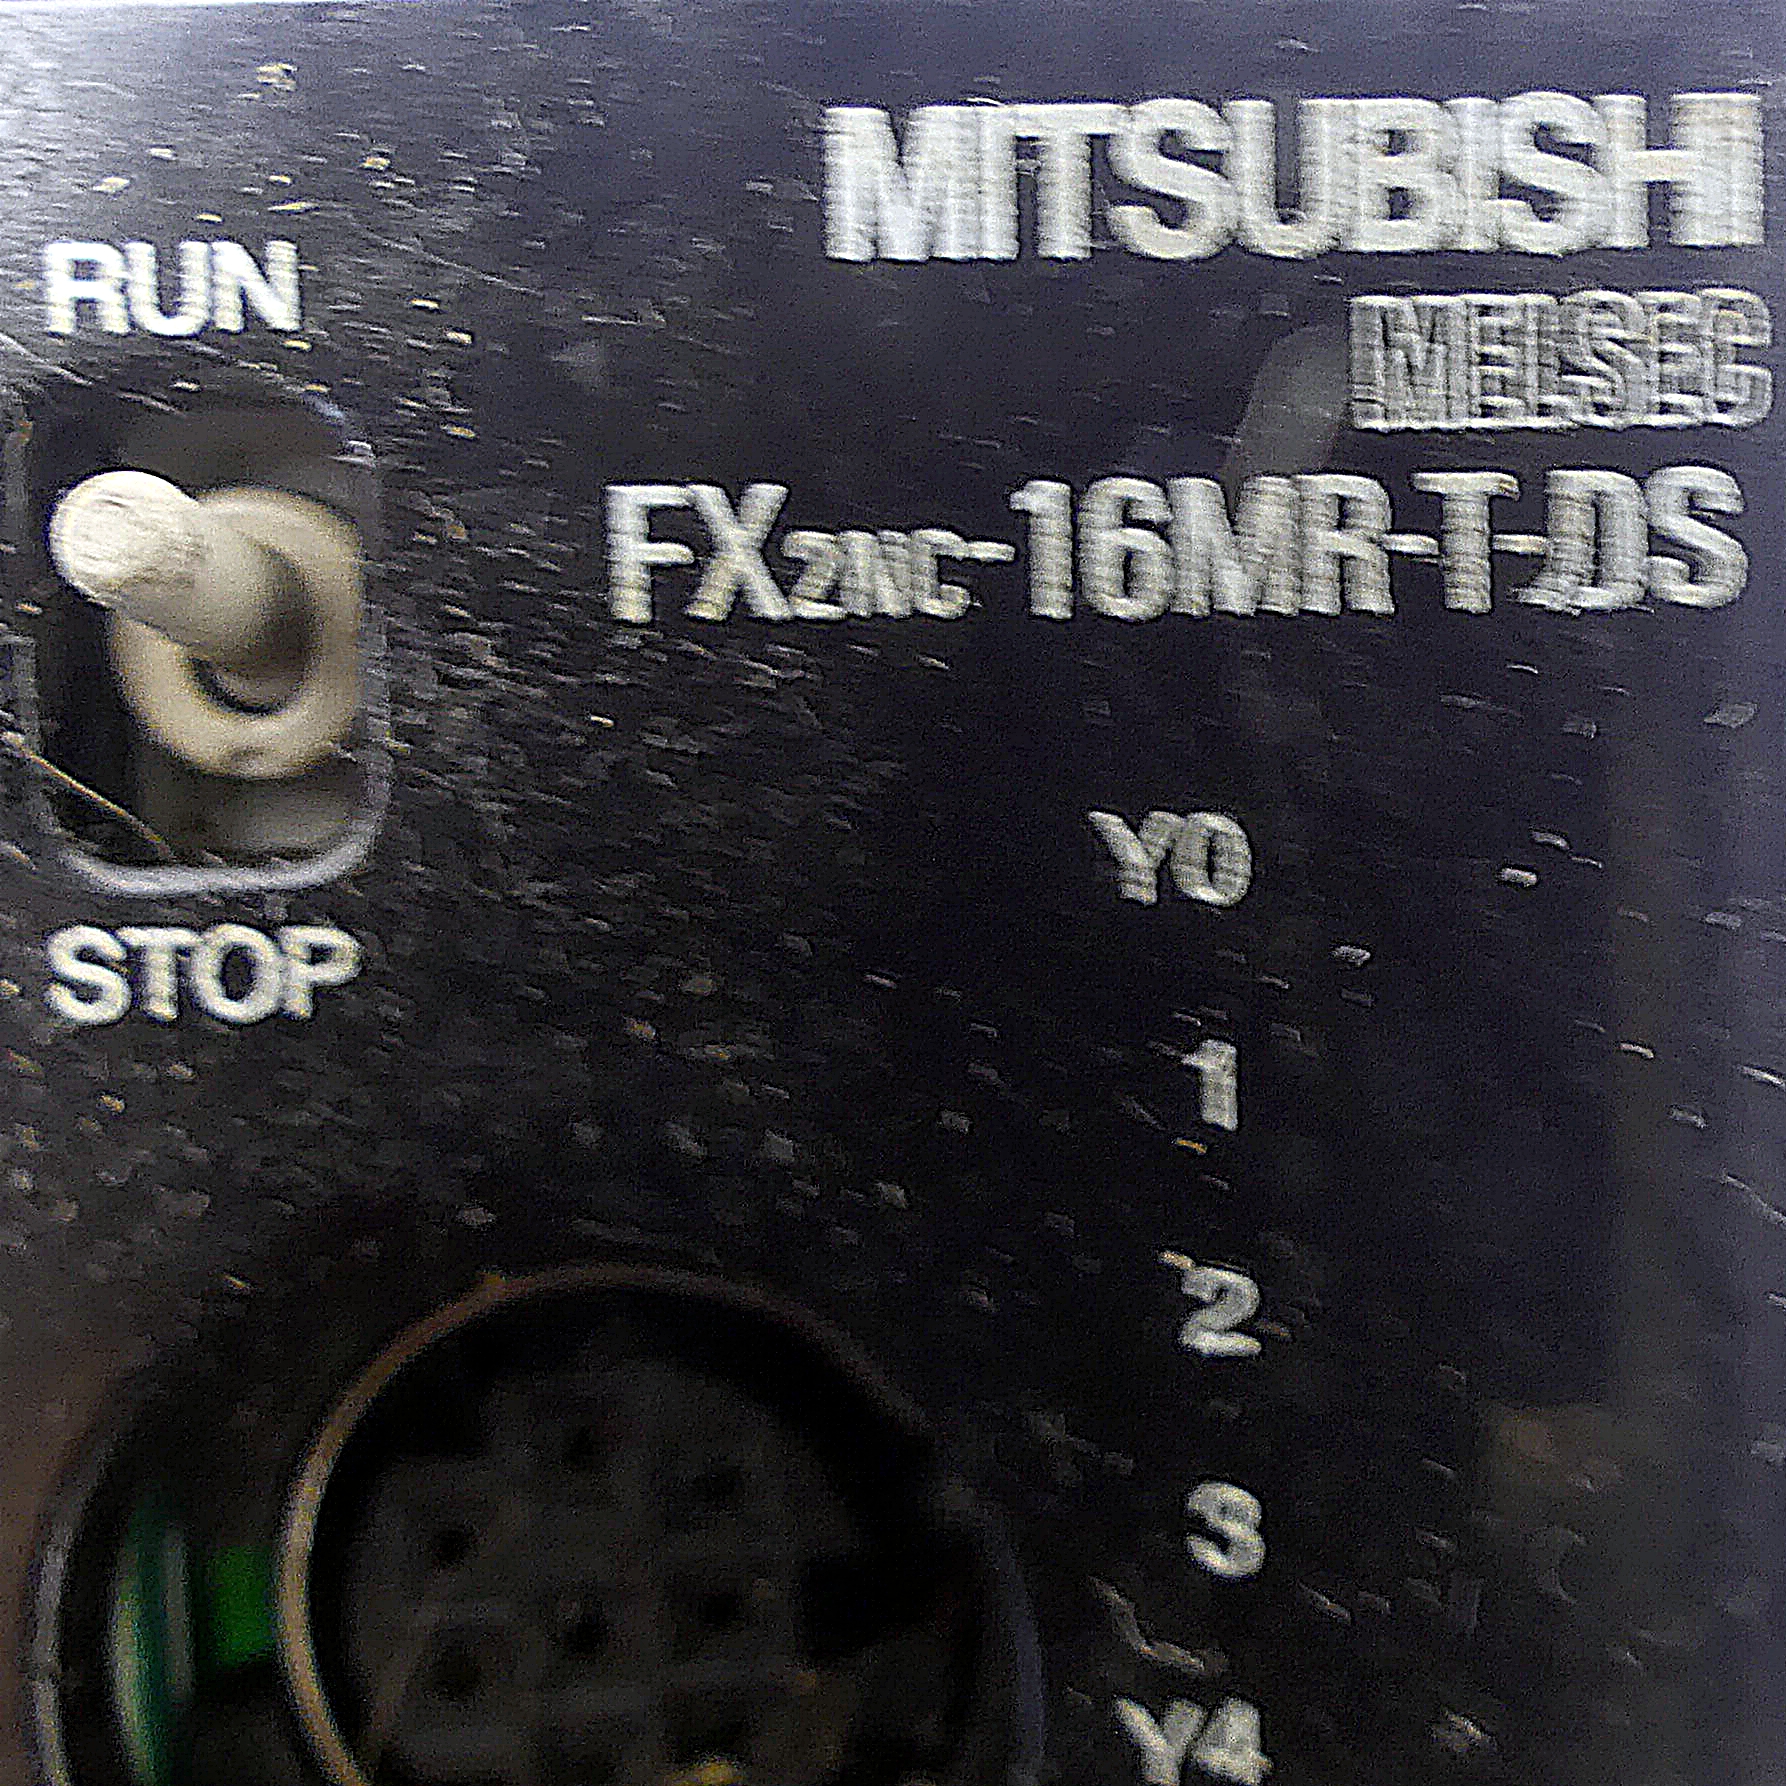 MITSUBISHI
MELSEC
RUN
FX2NC-16MR-T-DS
Y0
STOP
1
2
3
Y4